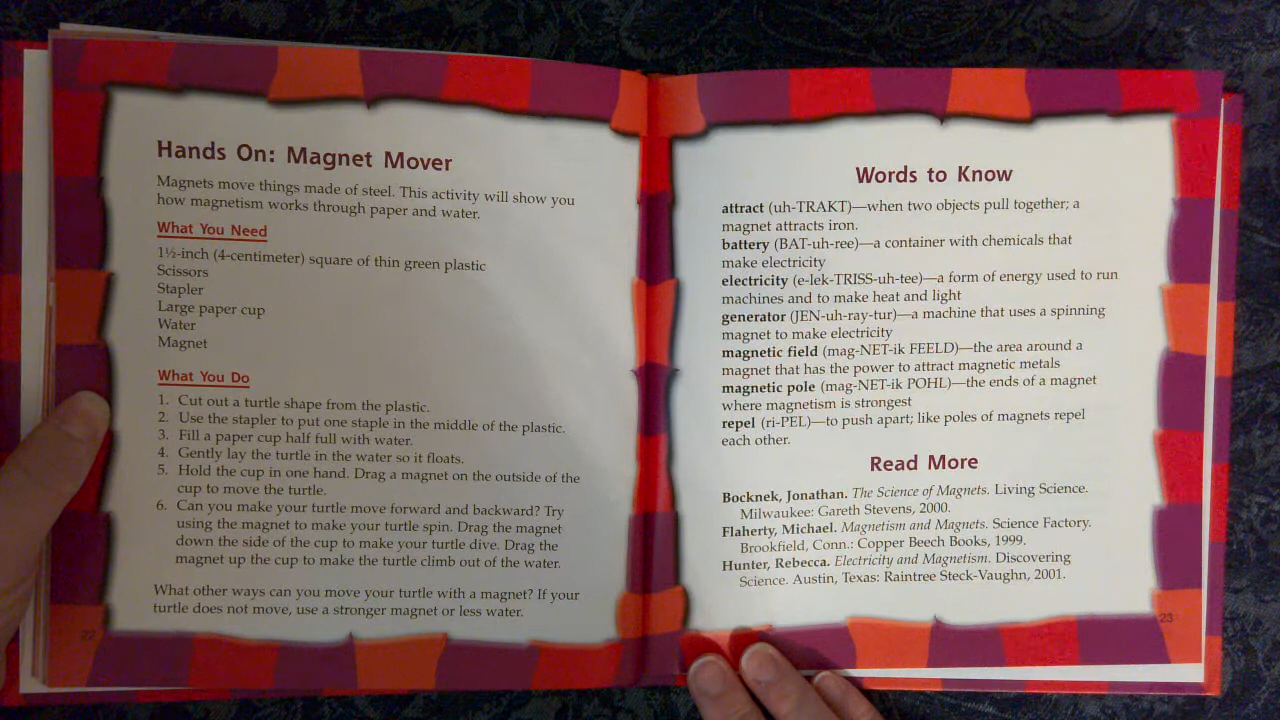 Hands On: Magnet Mover
Magnets move things made of steel. This activity will show you
how magnetism works through paper and water.
What You Need
1½-inch (4-centimeter) square of thin green plastic
Scissors
Stapler
Large paper cup
Water
Magnet
What You Do
1. Cut out a turtle shape from the plastic.
2. Use the stapler to put one staple in the middle of the plastic.
3. Fill a paper cup half full with water.
4. Gently lay the turtle in the water so it floats.
5. Hold the cup in one hand. Drag a magnet on the outside of the
cup to move the turtle.
6. Can you make your turtle move forward and backward? Try
using the magnet to make your turtle spin. Drag the magnet
down the side of the cup to make your turtle dive. Drag the
magnet up the cup to make the turtle climb out of the water.
What other ways can you move your turtle with a magnet? If your
turtle does not move, use a stronger magnet or less water.
22
Words to Know
attract (uh-TRAKT)—when two objects pull together; a
magnet attracts iron.
battery (BAT-uh-ree)—a container with chemicals that
make electricity
electricity (e-lek-TRISS-uh-tee)—a form of energy used to run
machines and to make heat and light
generator (JEN-uh-ray-tur)—a machine that uses a spinning
magnet to make electricity
magnetic field (mag-NET-ik FEELD)—the area around a
magnet that has the power to attract magnetic metals
magnetic pole (mag-NET-ik POHL)—the ends of a magnet
where magnetism is strongest
repel (ri-PEL)—to push apart; like poles of magnets repel
each other.
Read More
Bocknek, Jonathan. The Science of Magnets. Living Science.
Milwaukee: Gareth Stevens, 2000.
Flaherty, Michael. Magnetism and Magnets. Science Factory.
Brookfield, Conn.: Copper Beech Books, 1999.
Hunter, Rebecca. Electricity and Magnetism. Discovering
Science. Austin, Texas: Raintree Steck-Vaughn, 2001.
23